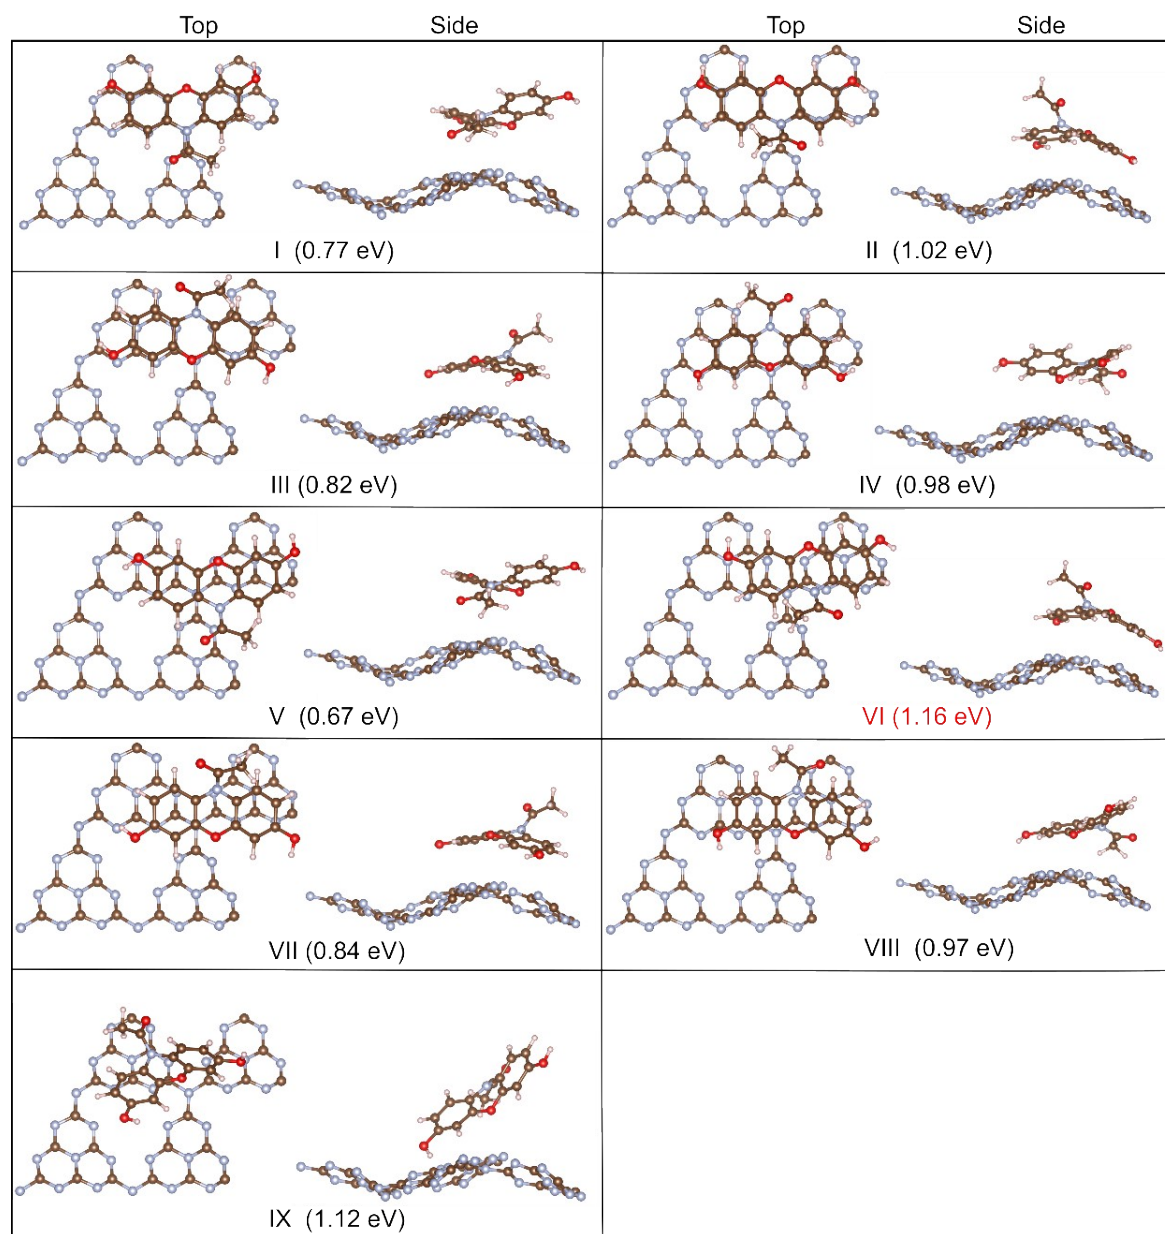 Top Side Top Side
I (0.77 eV) II (1.02 eV)
III (0.82 eV) IV (0.98 eV)
V (0.67 eV) VI (1.16 eV)
VII (0.84 eV) VIII (0.97 eV)
IX (1.12 eV)